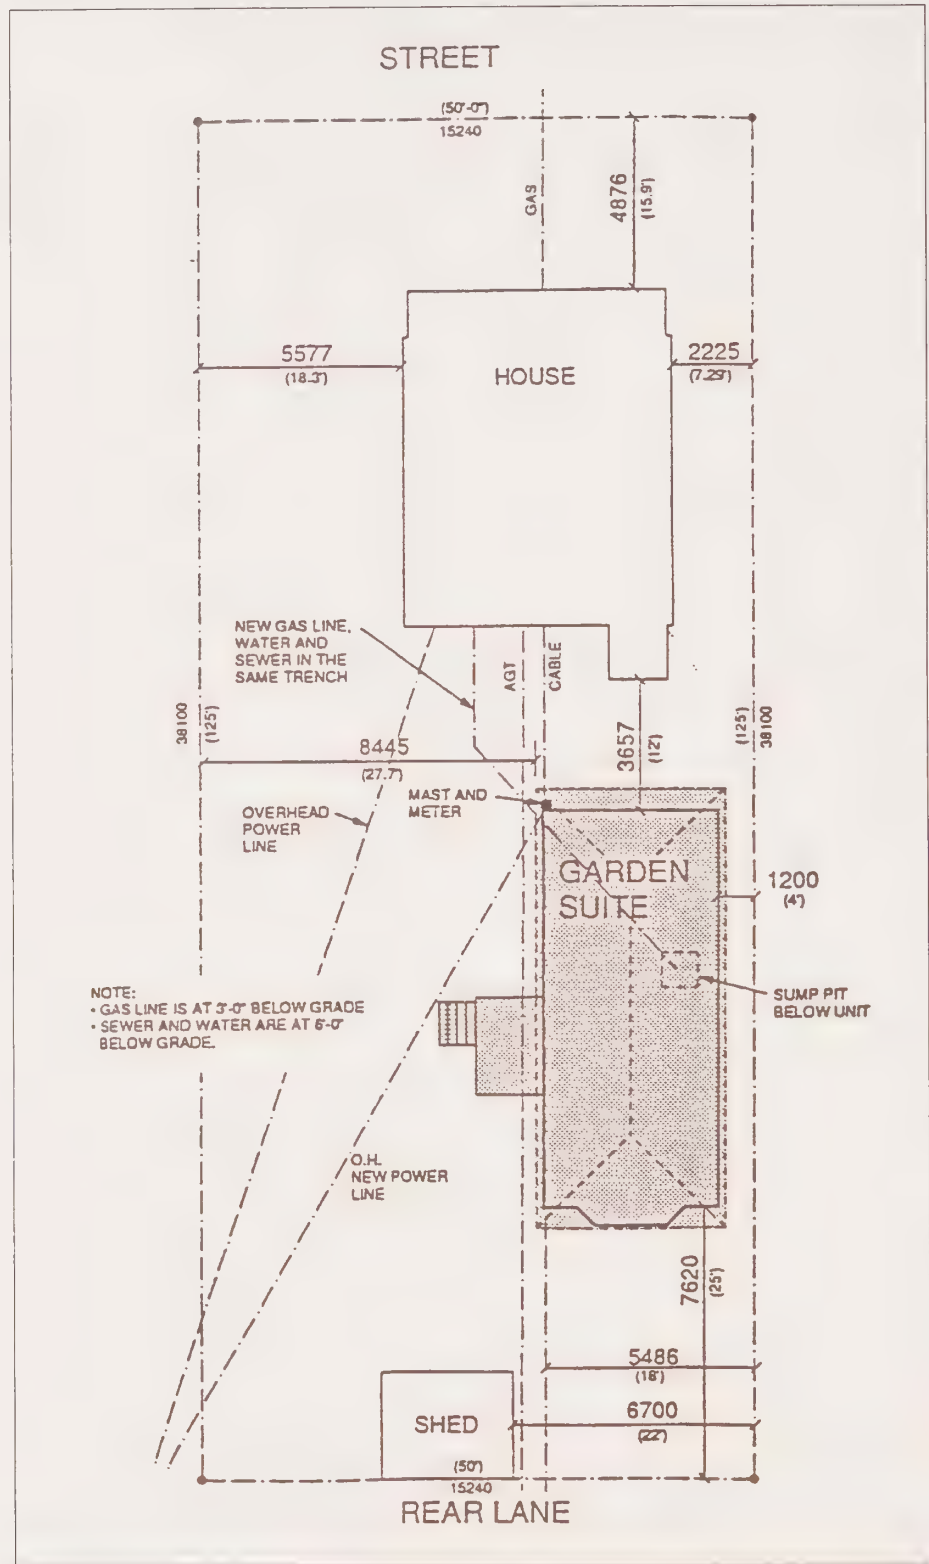 STREET
(50'-0")
15240
GAS
4876
(15.9')
5577
(18.3')
HOUSE
2225
(7.29')
NEW GAS LINE,
WATER AND
SEWER IN THE
SAME TRENCH
AGT
CABLE
38100
(125')
3657
(12')
(125')
38100
8445
(27.7')
MAST AND
METER
OVERHEAD
POWER
LINE
GARDEN
SUITE
1200
(4')
NOTE:
• GAS LINE IS AT 3'-0" BELOW GRADE
• SEWER AND WATER ARE AT 6'-0"
BELOW GRADE.
SUMP PIT
BELOW UNIT
O.H.
NEW POWER
LINE
7620
(25')
5486
(18')
6700
(22')
SHED
(50')
15240
REAR LANE